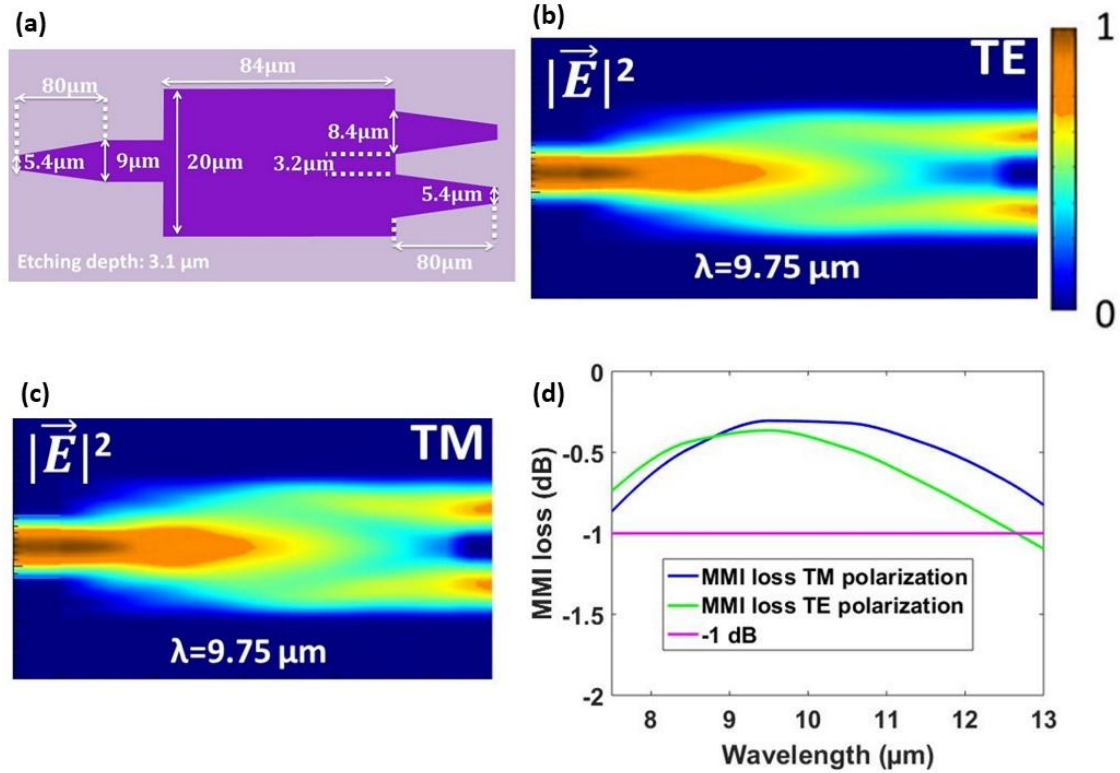 (a)
84μm
80μm
8.4μm
5.4μm
9μm
20μm
3.2μm
5.4μm
80μm
Etching depth: 3.1 μm
(b)
|E⃗|²
TE
λ=9.75 μm
1
0
(c)
|E⃗|²
TM
λ=9.75 μm
(d)
0
-0.5
-1
-1.5
-2
MMI loss (dB)
MMI loss TM polarization
MMI loss TE polarization
-1 dB
8 9 10 11 12 13
Wavelength (μm)